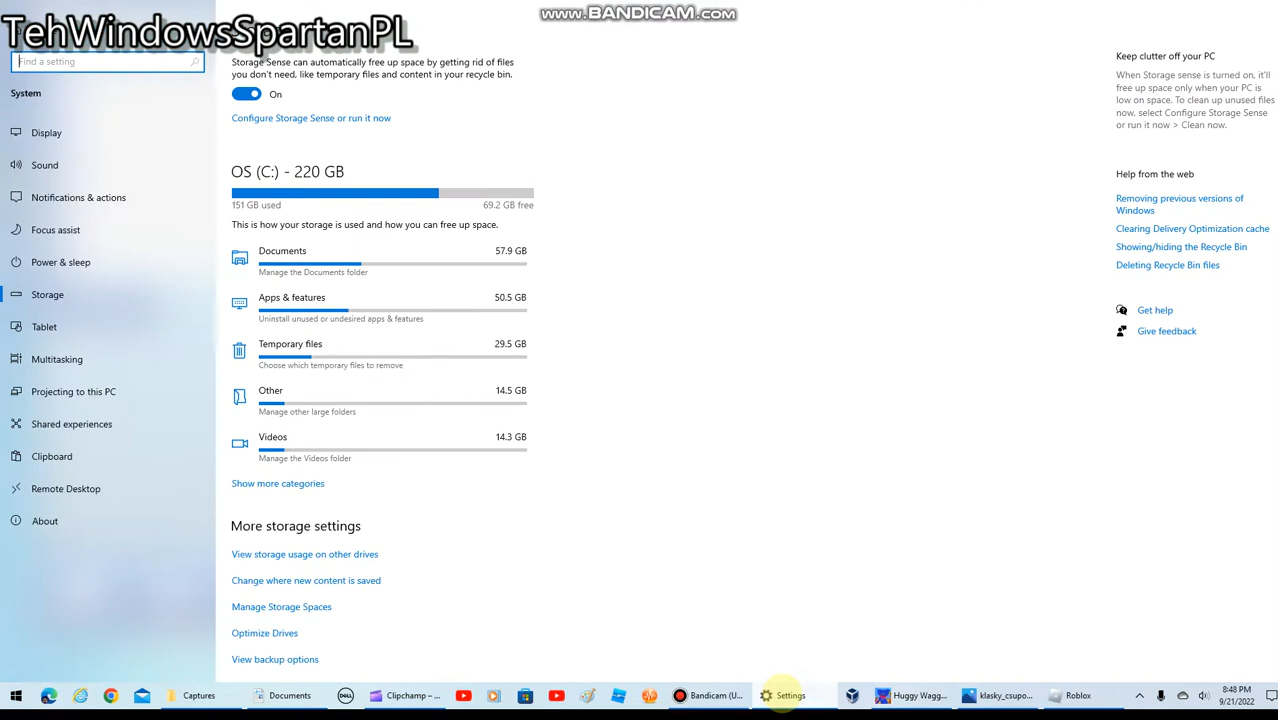 TehWindowsSpartanPL
www.BANDICAM.com
Find a setting
System
Display
Sound
Notifications & actions
Focus assist
Power & sleep
Storage
Tablet
Multitasking
Projecting to this PC
Shared experiences
Clipboard
Remote Desktop
About
Storage Sense can automatically free up space by getting rid of files
you don't need, like temporary files and content in your recycle bin.
On
Configure Storage Sense or run it now
OS (C:) - 220 GB
151 GB used 69.2 GB free
This is how your storage is used and how you can free up space.
Documents 57.9 GB
Manage the Documents folder
Apps & features 50.5 GB
Uninstall unused or undesired apps & features
Temporary files 29.5 GB
Choose which temporary files to remove
Other 14.5 GB
Manage other large folders
Videos 14.3 GB
Manage the Videos folder
Show more categories
More storage settings
View storage usage on other drives
Change where new content is saved
Manage Storage Spaces
Optimize Drives
View backup options
Keep clutter off your PC
When Storage sense is turned on, it'll
free up space only when your PC is
low on space. To clean up unused files
now, select Configure Storage Sense
or run it now > Clean now.
Help from the web
Removing previous versions of
Windows
Clearing Delivery Optimization cache
Showing/hiding the Recycle Bin
Deleting Recycle Bin files
Get help
Give feedback
Captures
Documents
DELL
Clipchamp – ...
Bandicam (U...
Settings
Huggy Wagg...
klasky_csupo...
Roblox
8:48 PM
9/21/2022